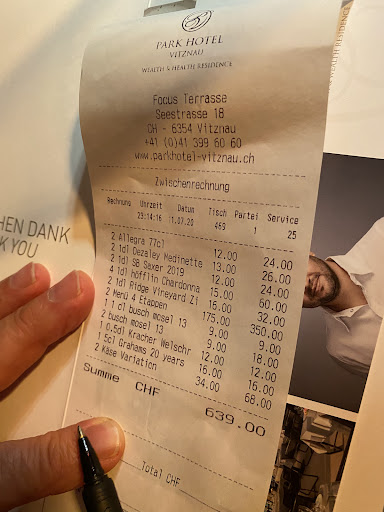 PARK HOTEL
VITZNAU
WEALTH & HEALTH RESIDENCE
Focus Terrasse
Seestrasse 18
CH - 6354 Vitznau
+41 (0)41 399 60 60
www.parkhotel-vitznau.ch
Zwischenrechnung
Rechnung Uhrzeit Datum Tisch Partei Service
23:14:16 11.07.20 469 1 25
2 Allegra 77cl 12.00 24.00
2 1dl Dezaley Medinette 13.00 26.00
2 1dl SB Saxer 2019 12.00 24.00
4 1dl Höfflin Chardonna 15.00 60.00
2 1dl Ridge Vineyard Zi 16.00 32.00
2 Menü 4 Etappen 175.00 350.00
1 1 dl busch mosel 13 9.00 9.00
2 busch mosel 13 9.00 18.00
1 0,5dl Kracher Welschr 12.00 12.00
1 5cl Grahams 20 years 16.00 16.00
2 Käse Variation 34.00 68.00
Summe CHF 639.00
Total CHF
HEN DANK
K YOU